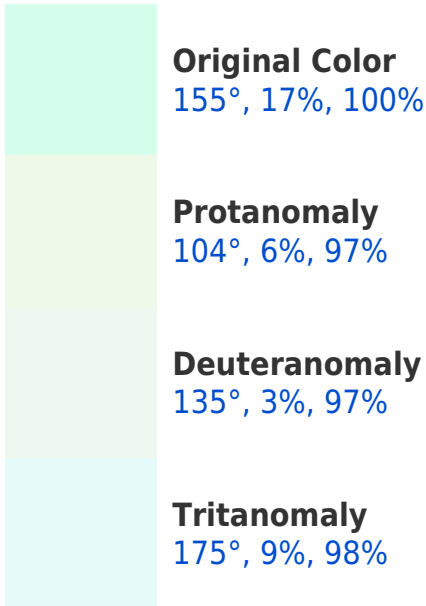 Original Color
155°, 17%, 100%
Protanomaly
104°, 6%, 97%
Deuteranomaly
135°, 3%, 97%
Tritanomaly
175°, 9%, 98%